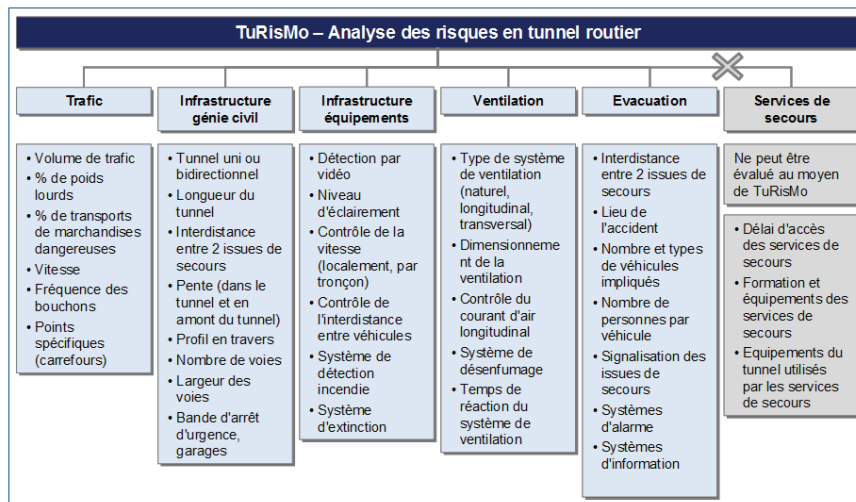 TuRisMo – Analyse des risques en tunnel routier
Trafic
• Volume de trafic
• % de poids
lourds
• % de transports
de marchandises
dangereuses
• Vitesse
• Fréquence des
bouchons
• Points
spécifiques
(carrefours)
Infrastructure
génie civil
• Tunnel uni ou
bidirectionnel
• Longueur du
tunnel
• Interdistance
entre 2 issues de
secours
• Pente (dans le
tunnel et en
amont du tunnel)
• Profil en travers
• Nombre de voies
• Largeur des
voies
• Bande d'arrêt
d'urgence,
garages
Infrastructure
équipements
• Détection par
vidéo
• Niveau
d'éclairement
• Contrôle de la
vitesse
(localement, par
tronçon)
• Contrôle de
l'interdistance
entre véhicules
• Système de
détection
incendie
• Système
d'extinction
Ventilation
• Type de système
de ventilation
(naturel,
longitudinal,
transversal)
• Dimensionneme
nt de la
ventilation
• Contrôle du
courant d'air
longitudinal
• Système de
désenfumage
• Temps de
réaction du
système de
ventilation
Evacuation
• Interdistance
entre 2 issues de
secours
• Lieu de
l'accident
• Nombre et types
de véhicules
impliqués
• Nombre de
personnes par
véhicule
• Signalisation des
issues de
secours
• Systèmes
d'alarme
• Systèmes
d'information
Services de
secours
Ne peut être
évalué au moyen
de TuRisMo
• Délai d'accès
des services de
secours
• Formation et
équipements des
services de
secours
• Equipements du
tunnel utilisés
par les services
de secours